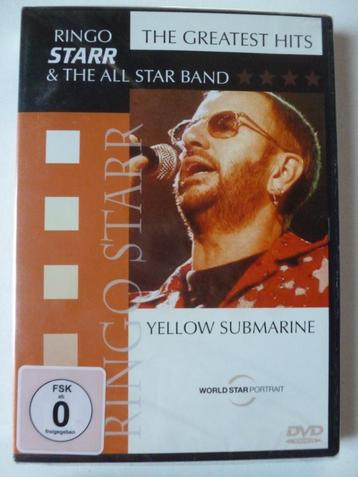 RINGO
STARR
& THE ALL STAR BAND
THE GREATEST HITS
RINGO STARR
YELLOW SUBMARINE
FSK
ab
0
freigegeben
WORLD STAR PORTRAIT
DVD